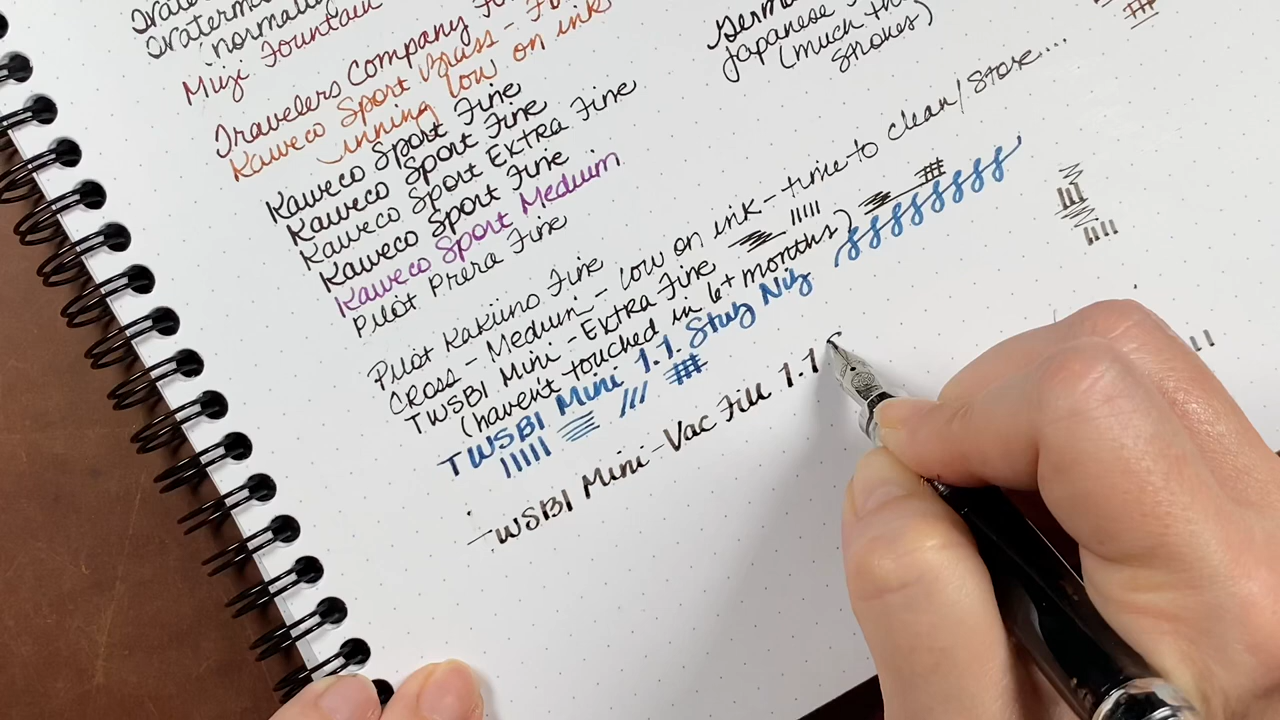 (normally
Muji Fountain
Travelers Company
Kaweco Sport Brass -
running low on ink
Kaweco Sport Fine
Kaweco Sport Fine
Kaweco Sport Extra Fine
Kaweco Sport Fine
Kaweco Sport Medium
Pilot Prera Fine
Pilot Kakuno Fine
Cross - Medium - low on ink - time to clean/store....
TWSBI Mini - Extra Fine
(haven't touched in 6+ months)
TWSBI Mini 1.1. Stub Nib
TWSBI Mini - Vac Fill 1.1
Japanese
(much th
strokes)